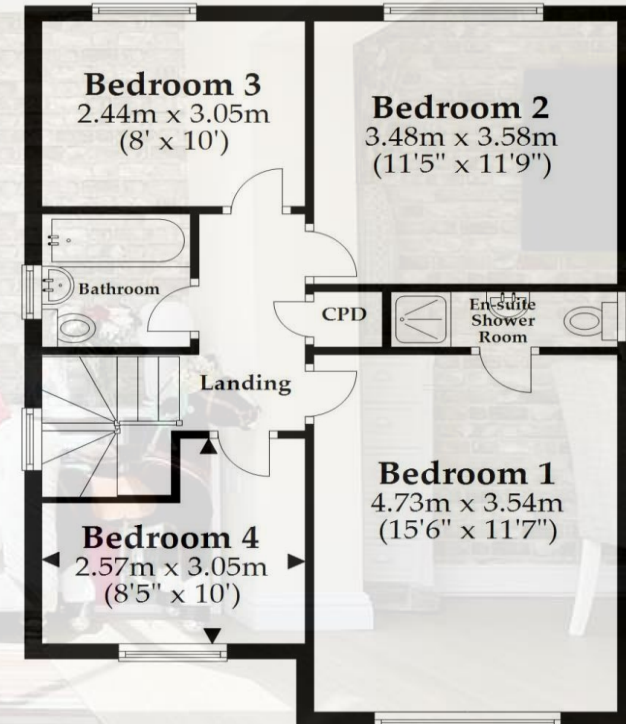 Bedroom 3
2.44m x 3.05m
(8' x 10')
Bedroom 2
3.48m x 3.58m
(11'5" x 11'9")
Bathroom
CPD
En-suite
Shower
Room
Landing
Bedroom 1
4.73m x 3.54m
(15'6" x 11'7")
Bedroom 4
2.57m x 3.05m
(8'5" x 10')